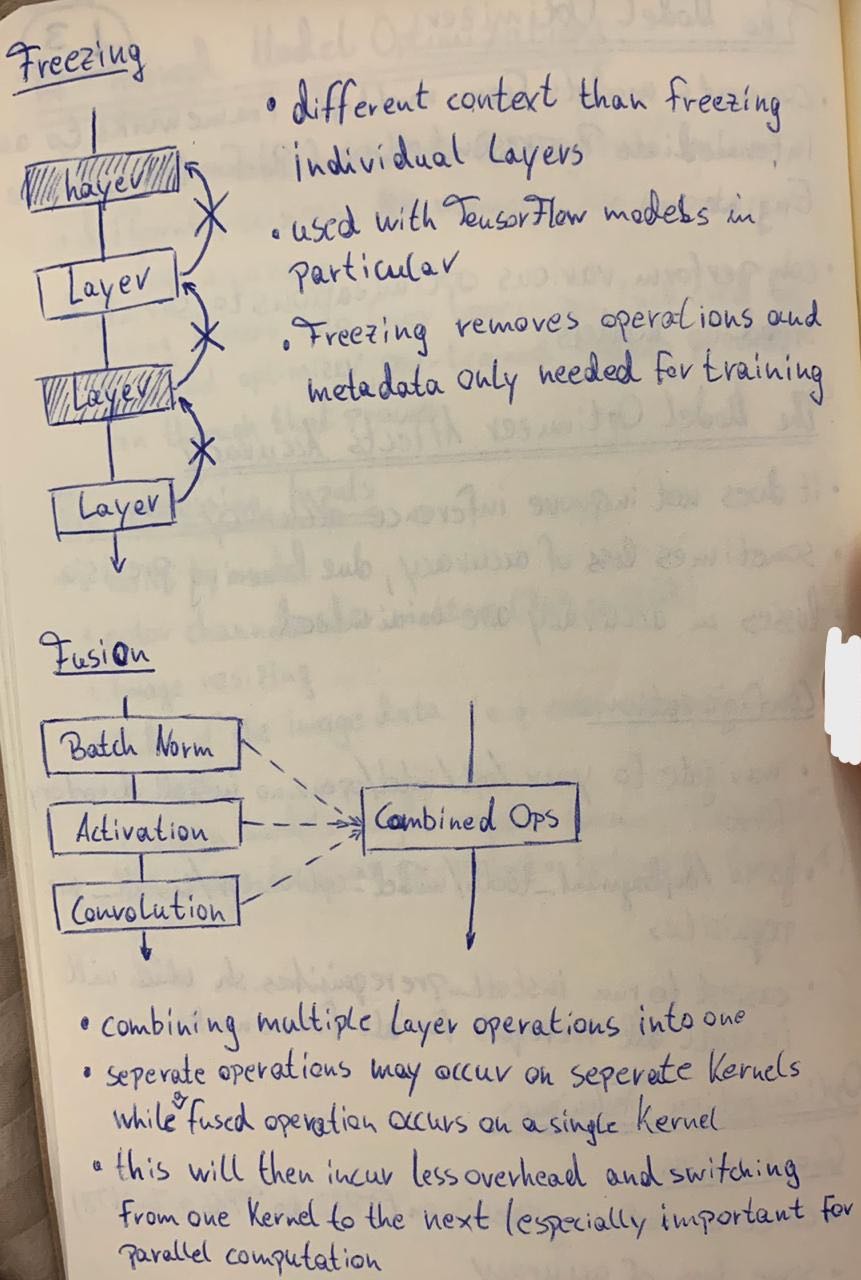 Freezing
Layer
Layer
Layer
Layer
• different context than freezing
individual Layers
• used with TensorFlow models in
particular
• Freezing removes operations and
metadata only needed for training
Fusion
Batch Norm
Activation
Convolution
Combined Ops
• combining multiple Layer operations into one
• seperate operations may occur on seperate Kernels
while a fused operation occurs on a single Kernel
• this will then incur less overhead and switching
from one Kernel to the next (especially important for
parallel computation